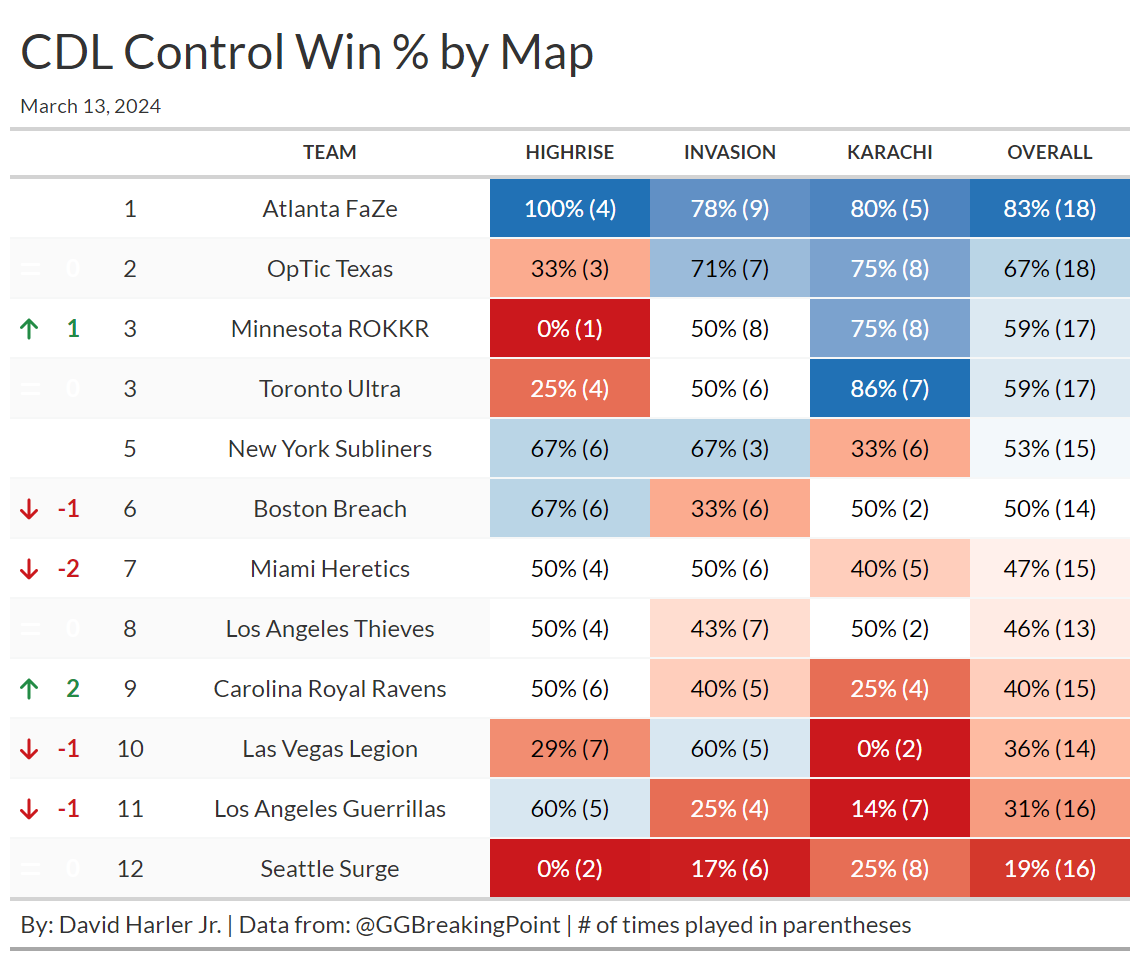 CDL Control Win % by Map
March 13, 2024
TEAM HIGHRISE INVASION KARACHI OVERALL
1 Atlanta FaZe 100% (4) 78% (9) 80% (5) 83% (18)
= 0 2 OpTic Texas 33% (3) 71% (7) 75% (8) 67% (18)
↑ 1 3 Minnesota ROKKR 0% (1) 50% (8) 75% (8) 59% (17)
= 0 3 Toronto Ultra 25% (4) 50% (6) 86% (7) 59% (17)
5 New York Subliners 67% (6) 67% (3) 33% (6) 53% (15)
↓ -1 6 Boston Breach 67% (6) 33% (6) 50% (2) 50% (14)
↓ -2 7 Miami Heretics 50% (4) 50% (6) 40% (5) 47% (15)
= 0 8 Los Angeles Thieves 50% (4) 43% (7) 50% (2) 46% (13)
↑ 2 9 Carolina Royal Ravens 50% (6) 40% (5) 25% (4) 40% (15)
↓ -1 10 Las Vegas Legion 29% (7) 60% (5) 0% (2) 36% (14)
↓ -1 11 Los Angeles Guerrillas 60% (5) 25% (4) 14% (7) 31% (16)
= 0 12 Seattle Surge 0% (2) 17% (6) 25% (8) 19% (16)
By: David Harler Jr. | Data from: @GGBreakingPoint | # of times played in parentheses